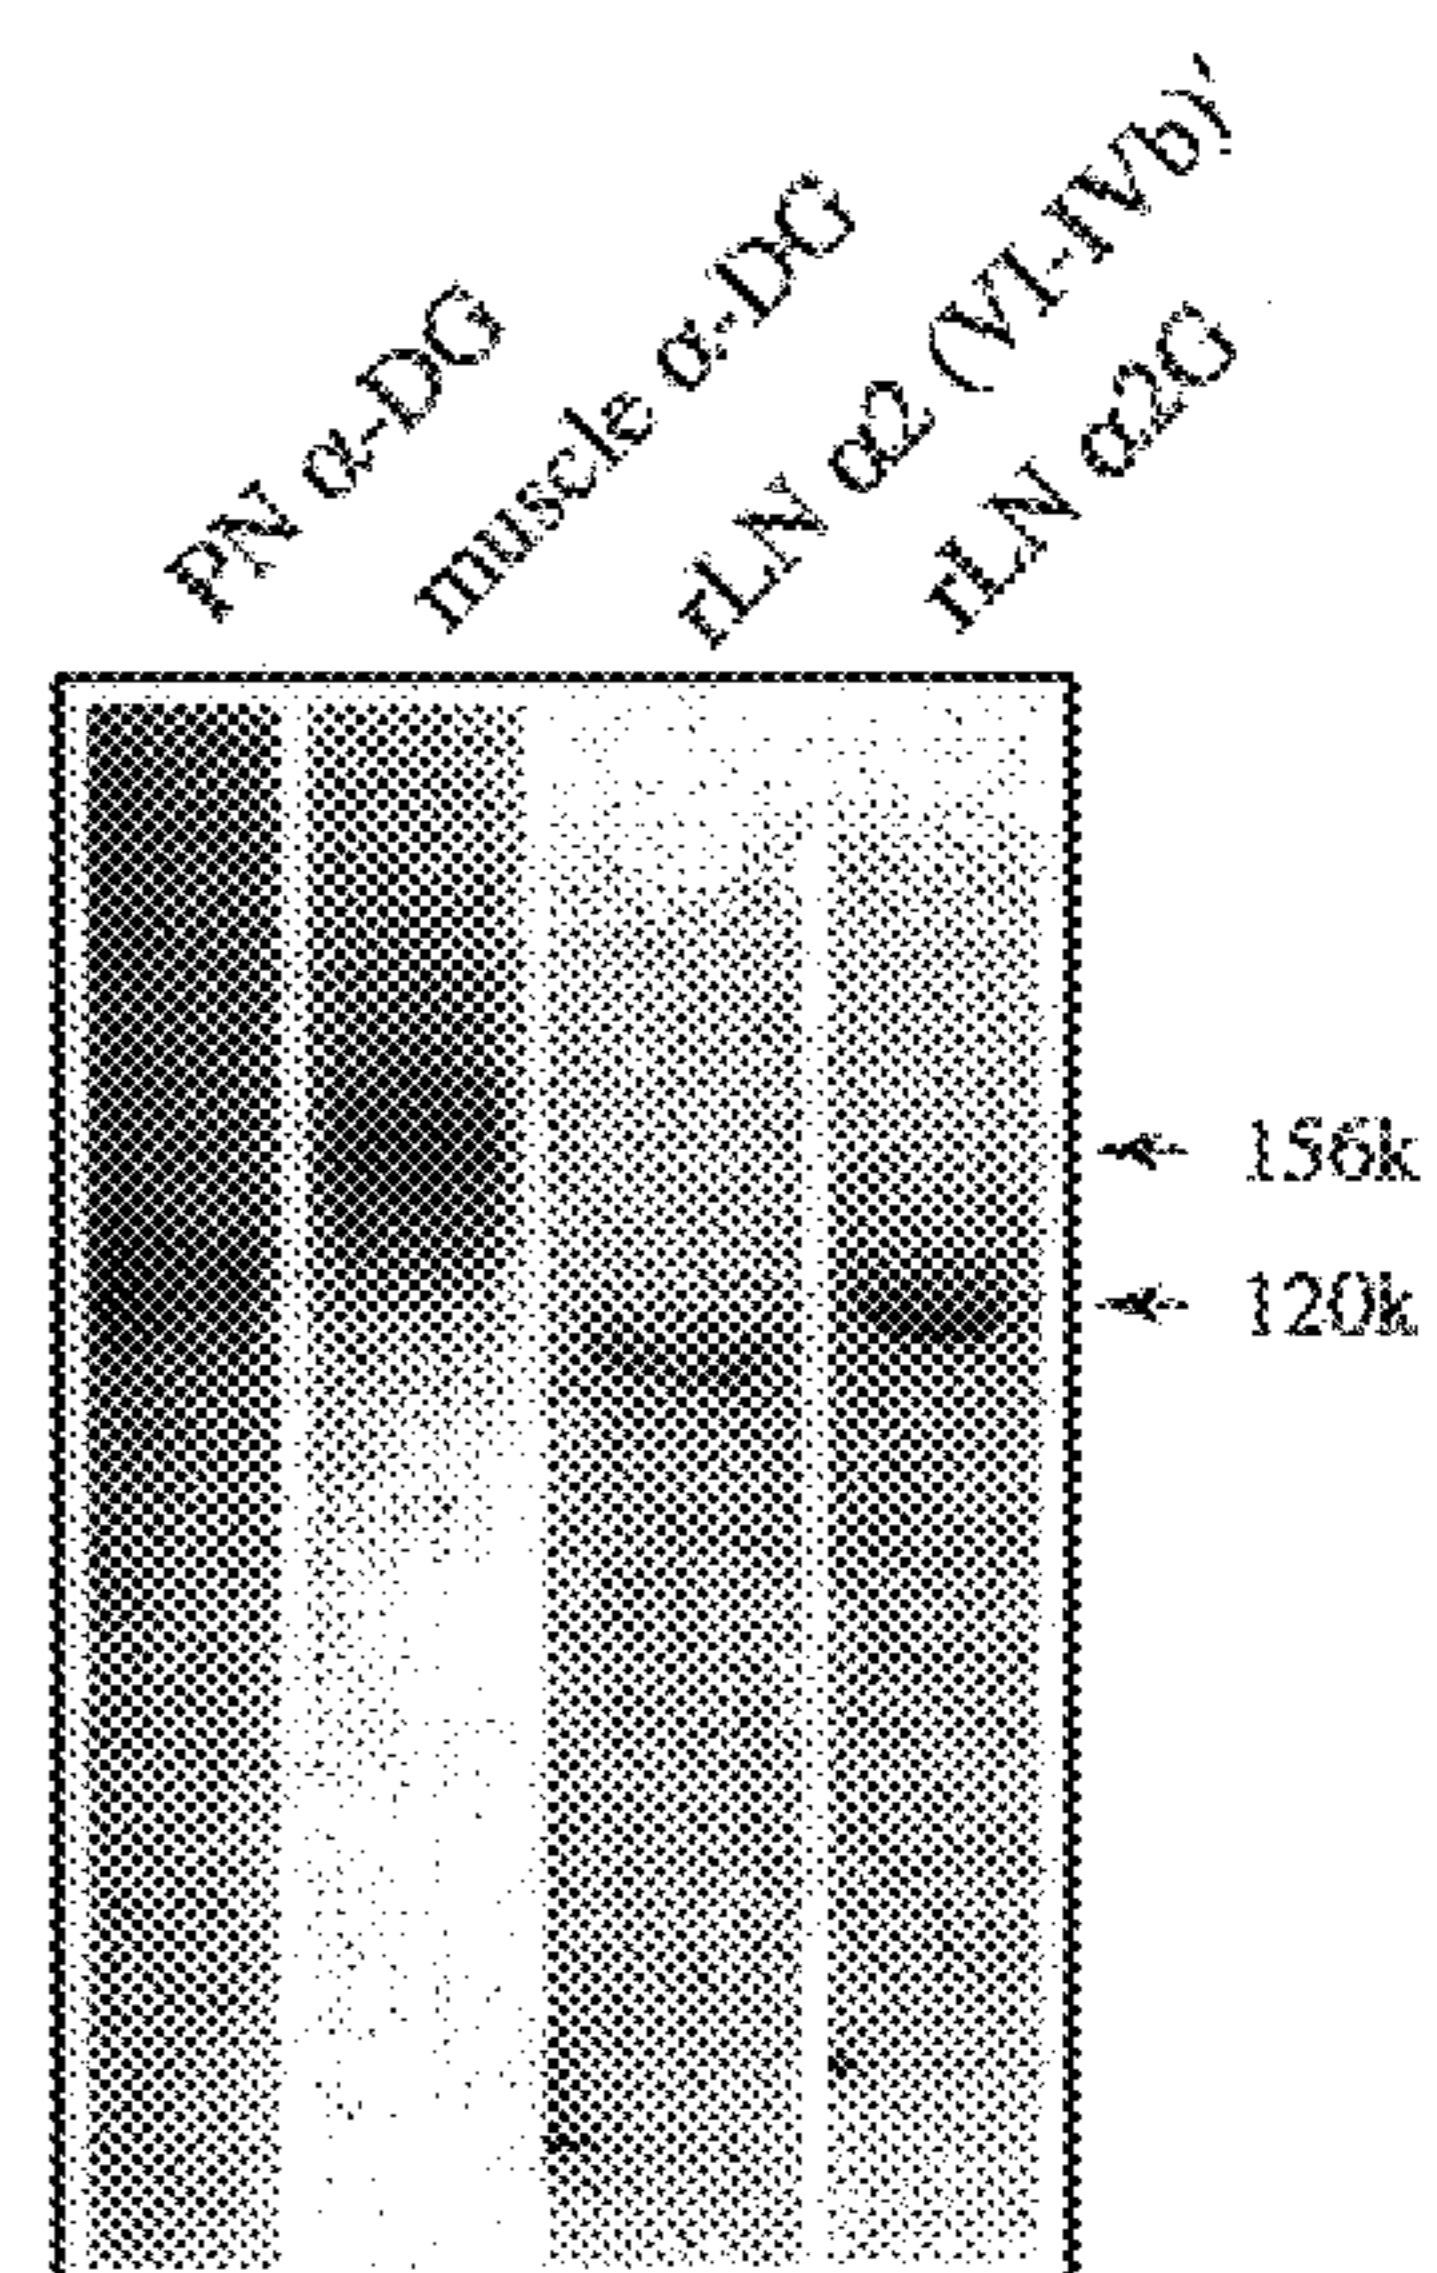 PN α-DG
muscle α-DG
rLN α2 (VI-IVb)'
rLN α2G
156k
120k